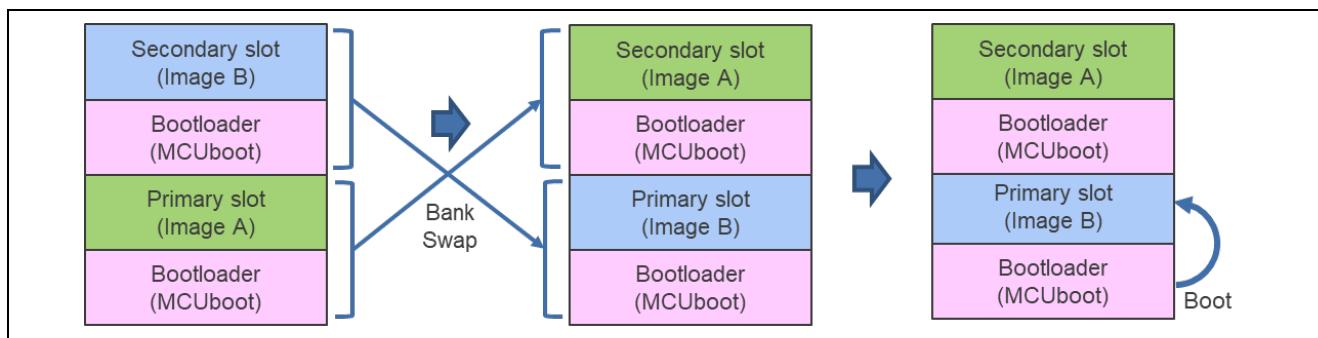 Secondary slot
(Image B)
Bootloader
(MCUboot)
Primary slot
(Image A)
Bootloader
(MCUboot)
Bank
Swap
Secondary slot
(Image A)
Bootloader
(MCUboot)
Primary slot
(Image B)
Bootloader
(MCUboot)
Secondary slot
(Image A)
Bootloader
(MCUboot)
Primary slot
(Image B)
Bootloader
(MCUboot)
Boot